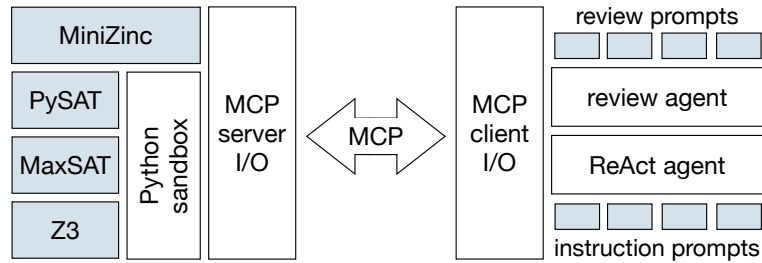 MiniZinc
PySAT
MaxSAT
Z3
Python
sandbox
MCP
server
I/O
MCP
MCP
client
I/O
review prompts
review agent
ReAct agent
instruction prompts